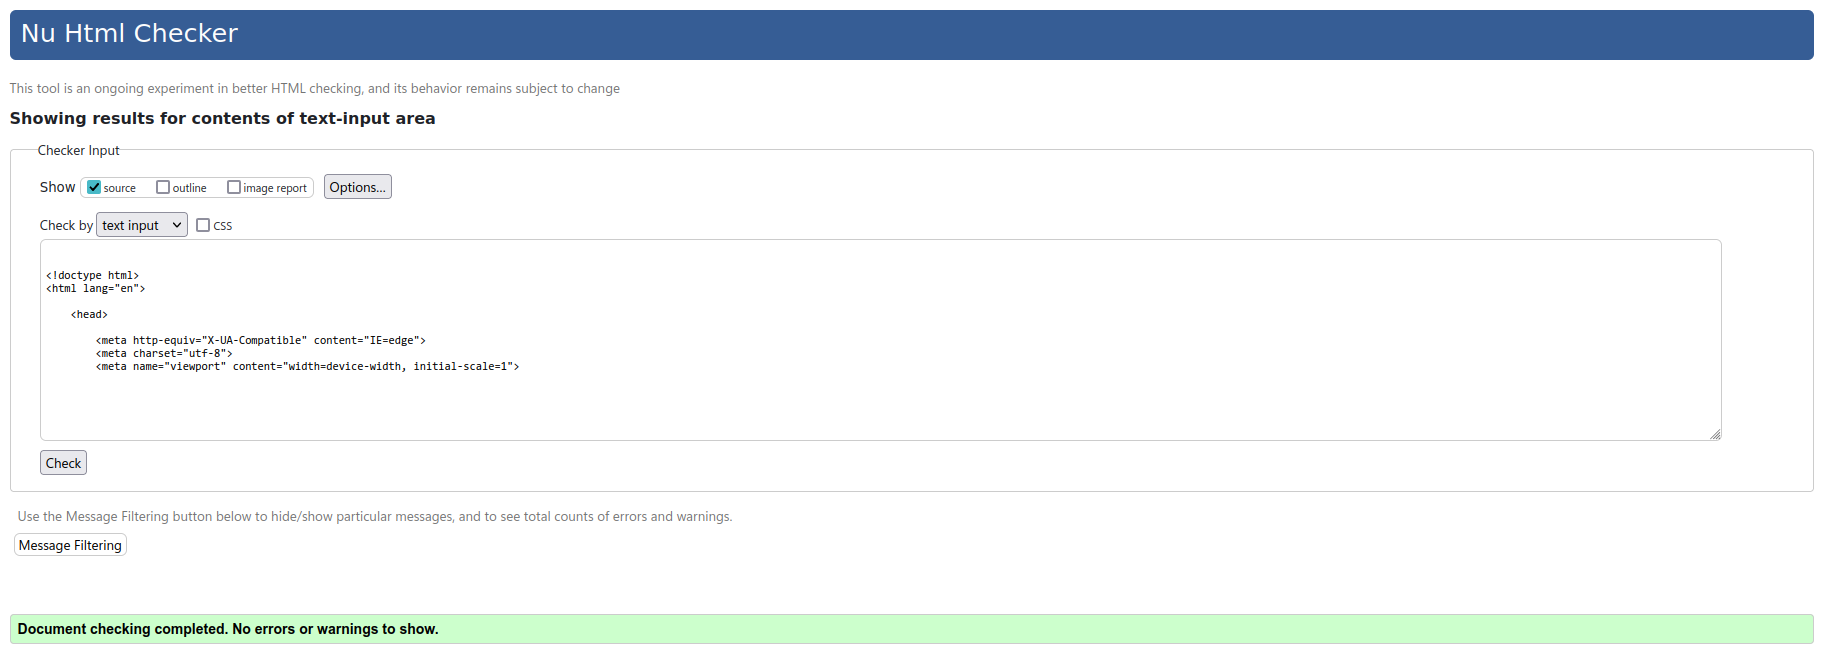 Nu Html Checker
This tool is an ongoing experiment in better HTML checking, and its behavior remains subject to change
Showing results for contents of text-input area
Checker Input
Show source outline image report Options...
Check by text input CSS
<!doctype html>
<html lang="en">
<head>
<meta http-equiv="X-UA-Compatible" content="IE=edge">
<meta charset="utf-8">
<meta name="viewport" content="width=device-width, initial-scale=1">
Check
Use the Message Filtering button below to hide/show particular messages, and to see total counts of errors and warnings.
Message Filtering
Document checking completed. No errors or warnings to show.